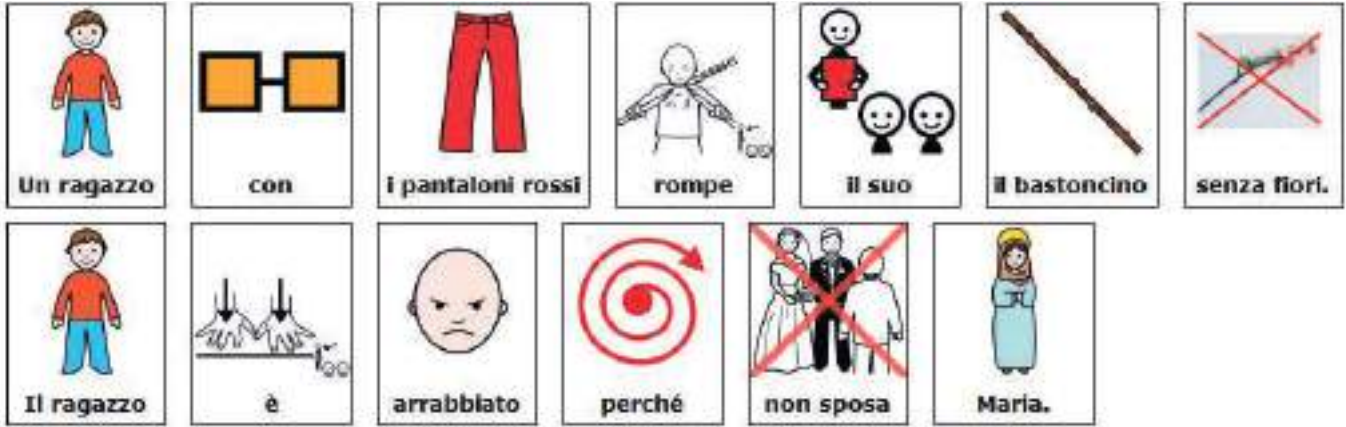 Un ragazzo con i pantaloni rossi rompe il suo il bastoncino senza fiori.
Il ragazzo è arrabbiato perché non sposa Maria.